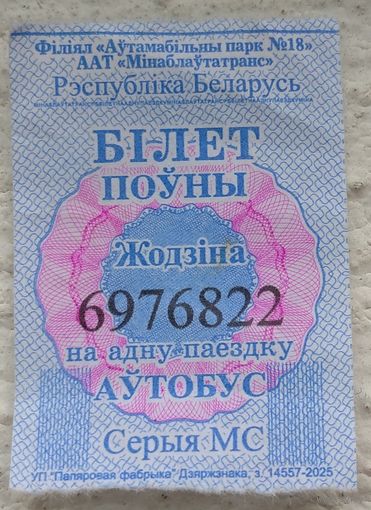 Філіял «Аўтамабільны парк №18»
ААТ «Мінаблаўтатранс»
Рэспубліка Беларусь
БІЛЕТ
ПОЎНЫ
Жодзіна
6976822
на адну паездку
АЎТОБУС
Серыя МС
УП "Папяровая фабрыка" Дзяржзнака, з. 14557-2025